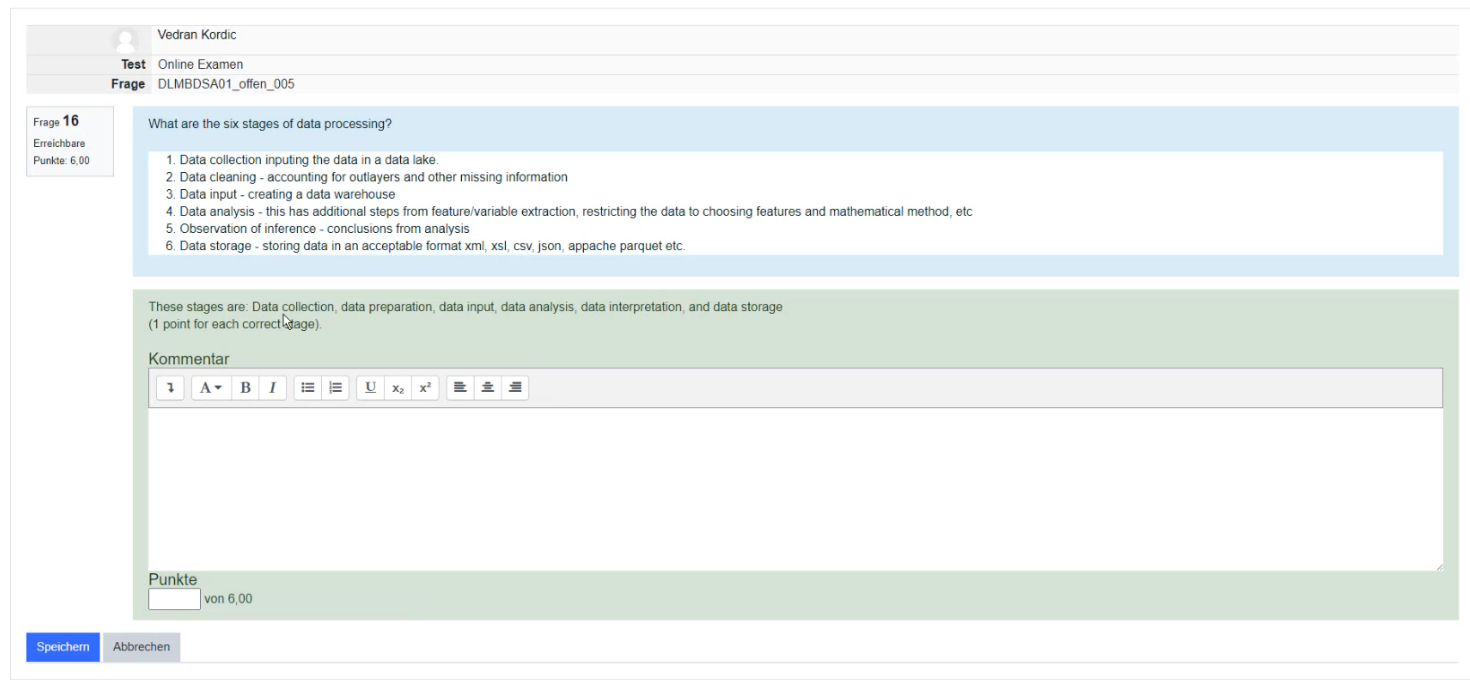 Vedran Kordic
Test Online Examen
Frage DLMBDSA01_offen_005
Frage 16
Erreichbare
Punkte: 6,00
What are the six stages of data processing?
1. Data collection inputing the data in a data lake.
2. Data cleaning - accounting for outlayers and other missing information
3. Data input - creating a data warehouse
4. Data analysis - this has additional steps from feature/variable extraction, restricting the data to choosing features and mathematical method, etc
5. Observation of inference - conclusions from analysis
6. Data storage - storing data in an acceptable format xml, xsl, csv, json, appache parquet etc.
These stages are: Data collection, data preparation, data input, data analysis, data interpretation, and data storage
(1 point for each correct stage).
Kommentar
A B I U x₂ x²
Punkte
von 6,00
Speichern Abbrechen